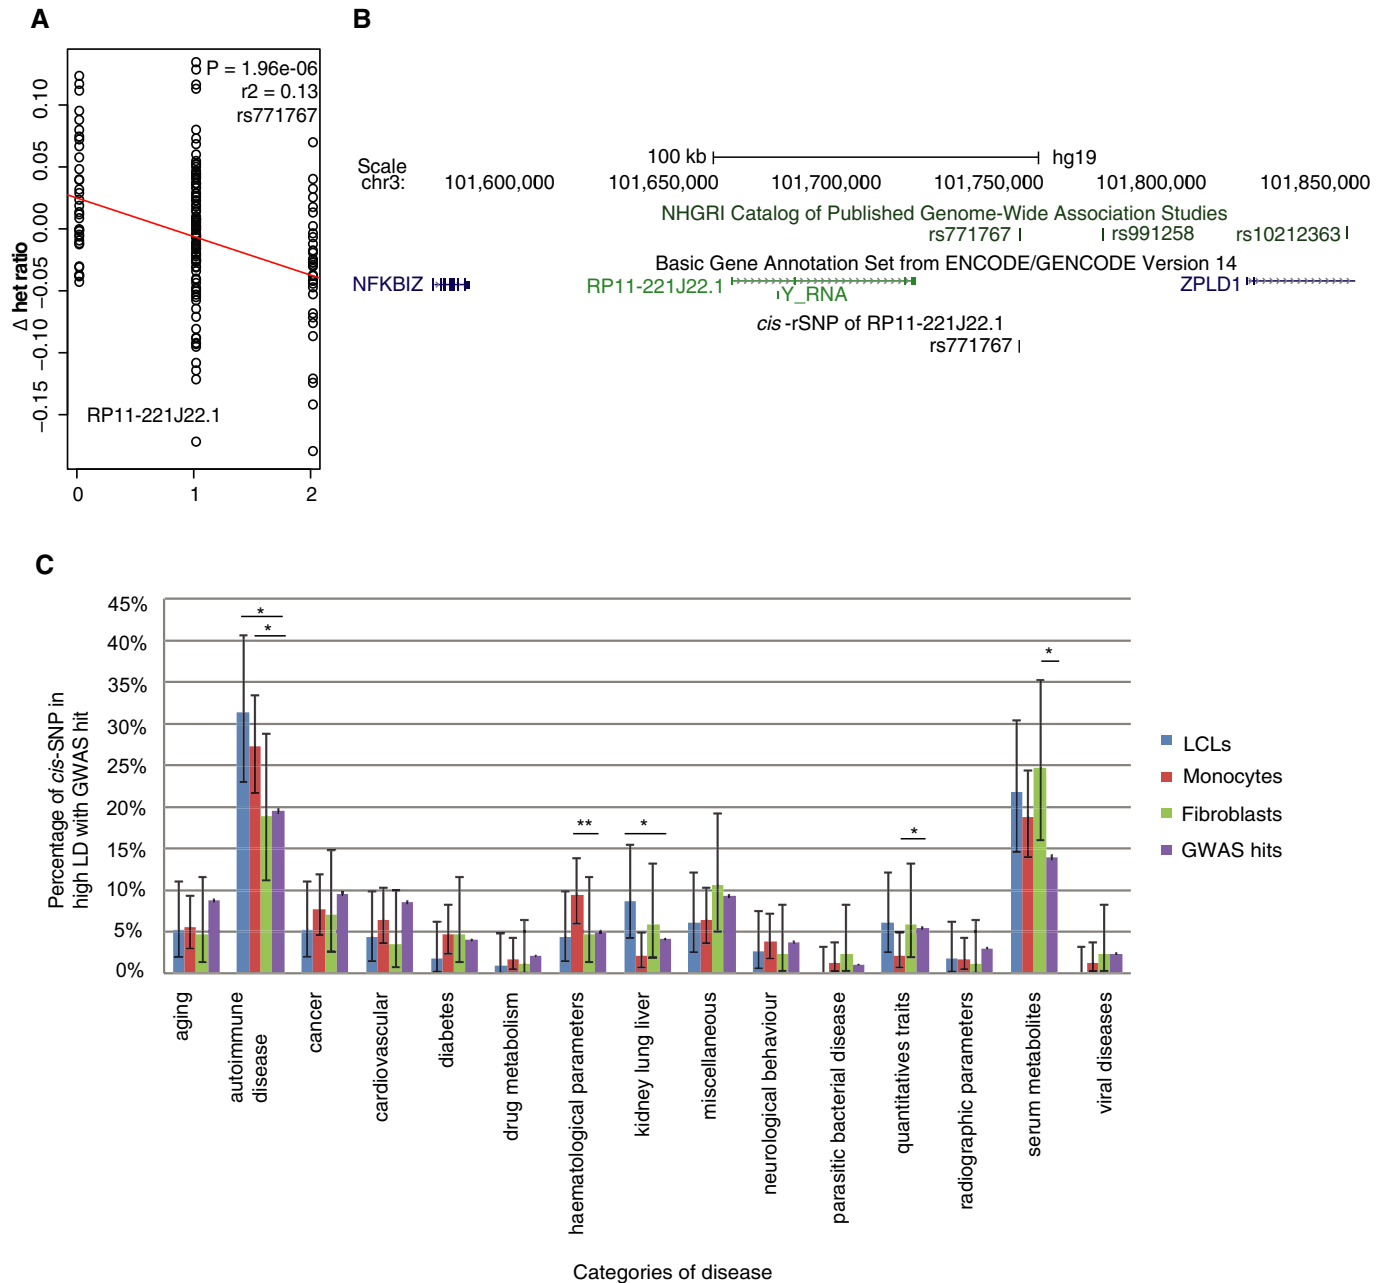 A
P = 1.96e-06
r2 = 0.13
rs771767
0.10
0.05
0.00
−0.05
−0.10
−0.15
Δ het ratio
RP11-221J22.1
0 1 2
B
Scale 100 kb hg19
chr3: 101,600,000 101,650,000 101,700,000 101,750,000 101,800,000 101,850,000
NHGRI Catalog of Published Genome-Wide Association Studies
rs771767 rs991258 rs10212363
Basic Gene Annotation Set from ENCODE/GENCODE Version 14
NFKBIZ RP11-221J22.1 ZPLD1
Y_RNA
cis-rSNP of RP11-221J22.1
rs771767
C
Percentage of cis-SNP in
high LD with GWAS hit
45%
40%
35%
30%
25%
20%
15%
10%
5%
0%
*
*
**
*
*
*
aging
autoimmune
disease
cancer
cardiovascular
diabetes
drug metabolism
haematological parameters
kidney lung liver
miscellaneous
neurological behaviour
parasitic bacterial disease
quantitatives traits
radiographic parameters
serum metabolites
viral diseases
Categories of disease
LCLs
Monocytes
Fibroblasts
GWAS hits